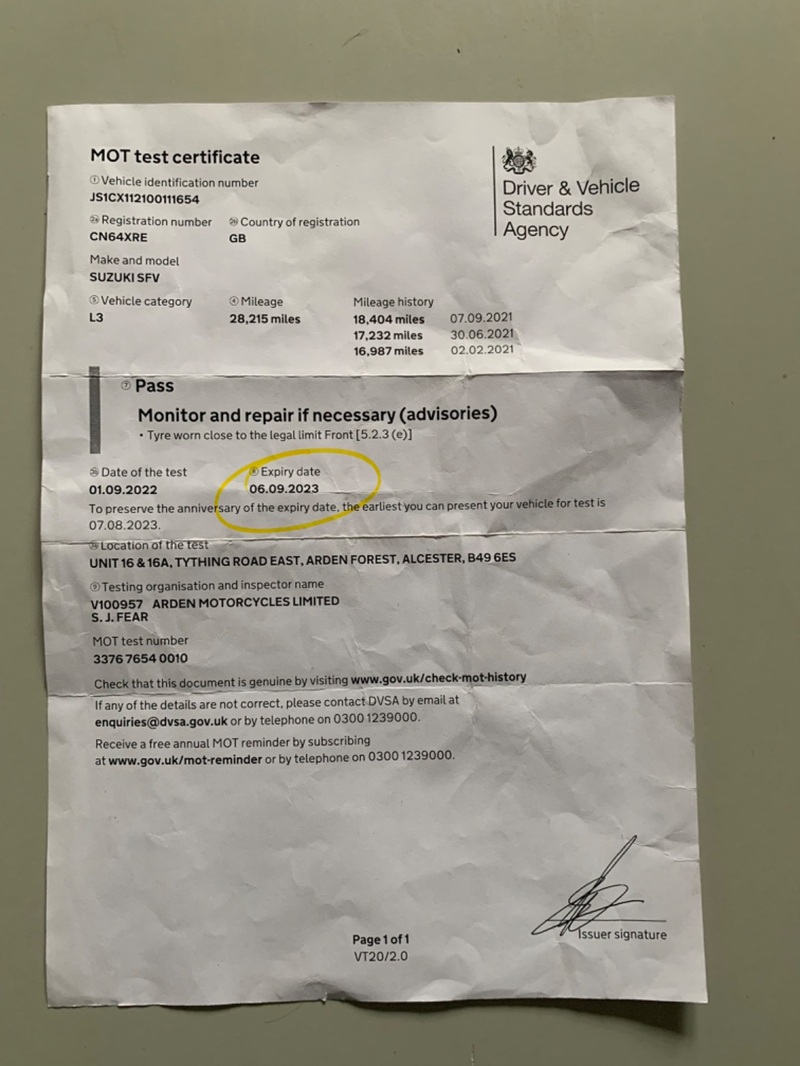 MOT test certificate
Driver & Vehicle
Standards
Agency
① Vehicle identification number
JS1CX112100111654
Registration number Country of registration
CN64XRE GB
Make and model
SUZUKI SFV
⑤ Vehicle category ④ Mileage Mileage history
L3 28,215 miles 18,404 miles 07.09.2021
17,232 miles 30.06.2021
16,987 miles 02.02.2021
⑦ Pass
Monitor and repair if necessary (advisories)
• Tyre worn close to the legal limit Front [5.2.3 (e)]
Date of the test ⑧ Expiry date
01.09.2022 06.09.2023
To preserve the anniversary of the expiry date, the earliest you can present your vehicle for test is
07.08.2023.
Location of the test
UNIT 16 & 16A, TYTHING ROAD EAST, ARDEN FOREST, ALCESTER, B49 6ES
⑨ Testing organisation and inspector name
V100957 ARDEN MOTORCYCLES LIMITED
S. J. FEAR
MOT test number
3376 7654 0010
Check that this document is genuine by visiting www.gov.uk/check-mot-history
If any of the details are not correct, please contact DVSA by email at
enquiries@dvsa.gov.uk or by telephone on 0300 1239000.
Receive a free annual MOT reminder by subscribing
at www.gov.uk/mot-reminder or by telephone on 0300 1239000.
Issuer signature
Page 1 of 1
VT20/2.0